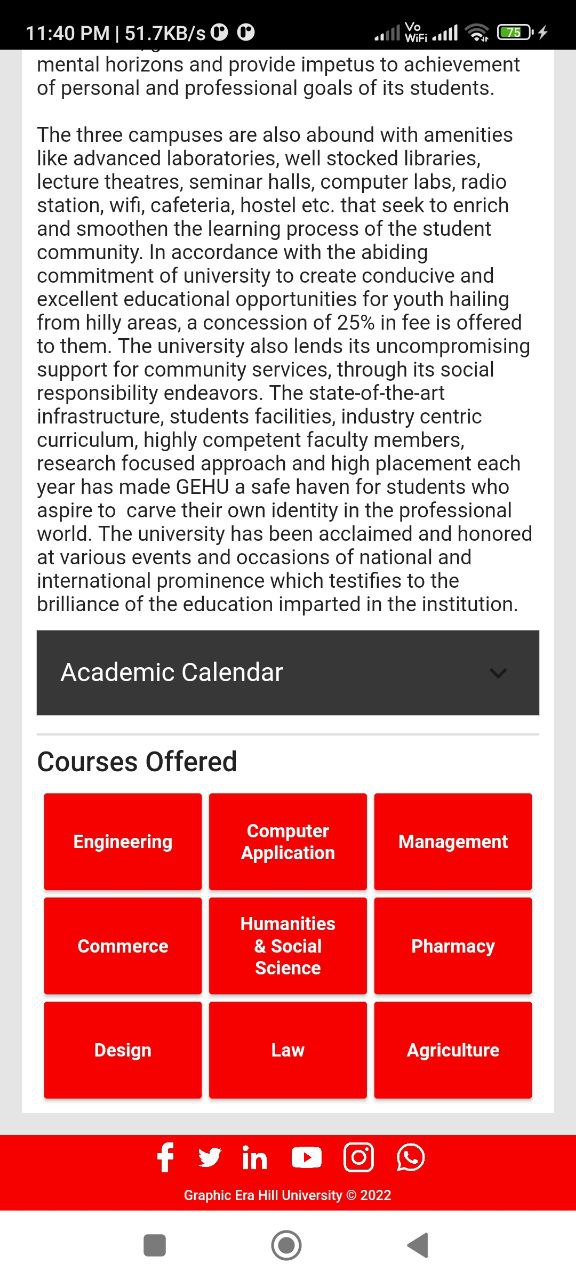 11:40 PM | 51.7KB/s
Vo
WiFi
75
mental horizons and provide impetus to achievement
of personal and professional goals of its students.
The three campuses are also abound with amenities
like advanced laboratories, well stocked libraries,
lecture theatres, seminar halls, computer labs, radio
station, wifi, cafeteria, hostel etc. that seek to enrich
and smoothen the learning process of the student
community. In accordance with the abiding
commitment of university to create conducive and
excellent educational opportunities for youth hailing
from hilly areas, a concession of 25% in fee is offered
to them. The university also lends its uncompromising
support for community services, through its social
responsibility endeavors. The state-of-the-art
infrastructure, students facilities, industry centric
curriculum, highly competent faculty members,
research focused approach and high placement each
year has made GEHU a safe haven for students who
aspire to  carve their own identity in the professional
world. The university has been acclaimed and honored
at various events and occasions of national and
international prominence which testifies to the
brilliance of the education imparted in the institution.
Academic Calendar
Courses Offered
Engineering
Computer
Application
Management
Commerce
Humanities
& Social
Science
Pharmacy
Design
Law
Agriculture
Graphic Era Hill University © 2022